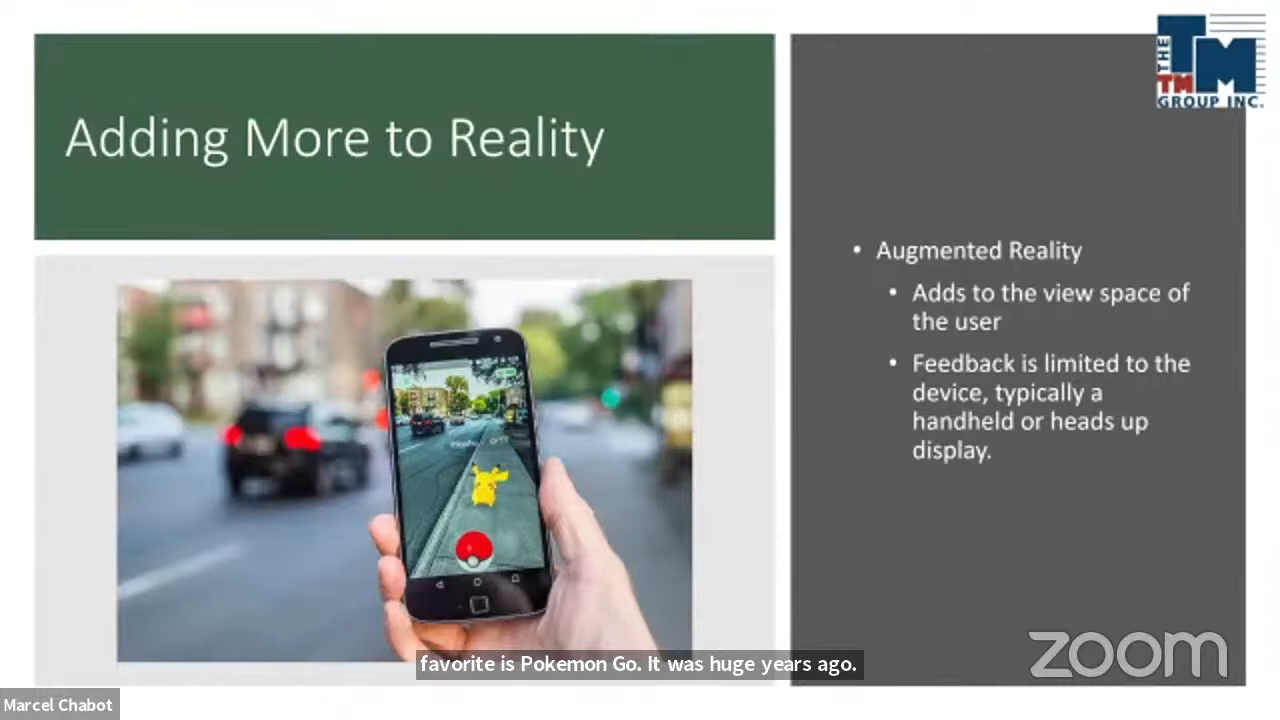 Adding More to Reality
THE
TM
TM
GROUP INC.
• Augmented Reality
• Adds to the view space of
the user
• Feedback is limited to the
device, typically a
handheld or heads up
display.
favorite is Pokemon Go. It was huge years ago.
zoom
Marcel Chabot